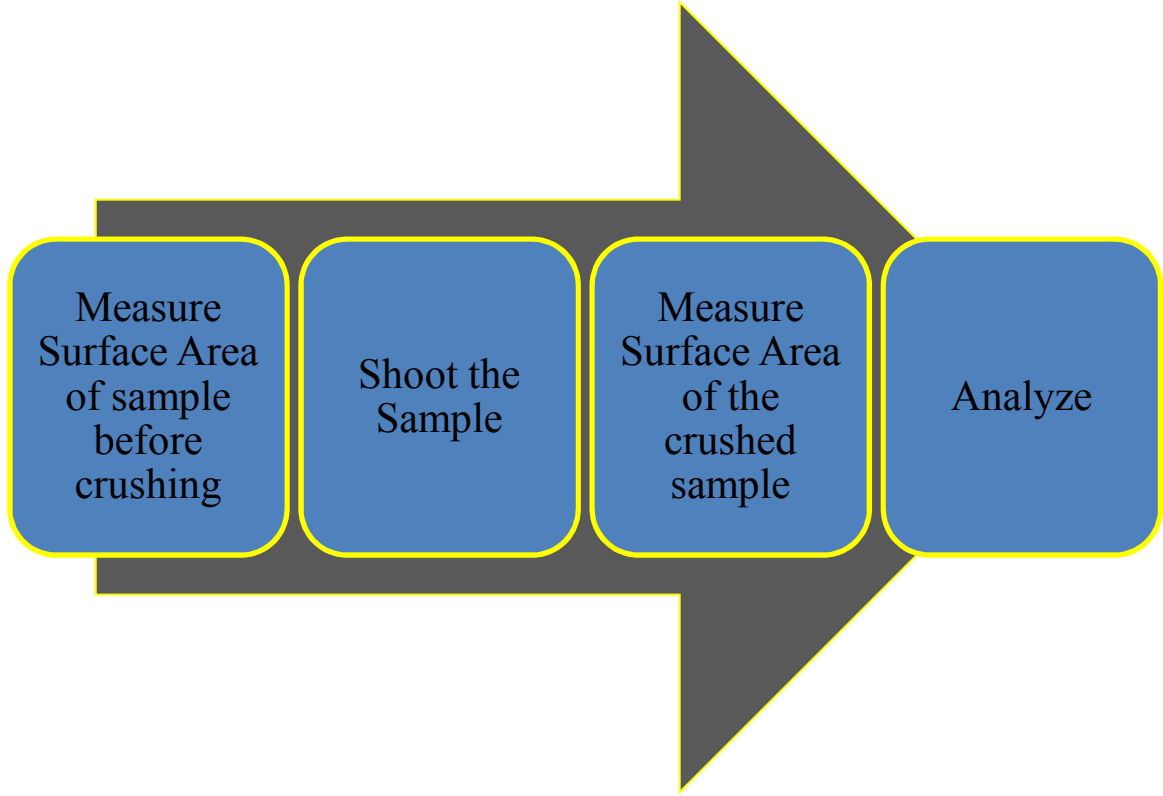 Measure
Surface Area
of sample
before
crushing
Shoot the
Sample
Measure
Surface Area
of the
crushed
sample
Analyze